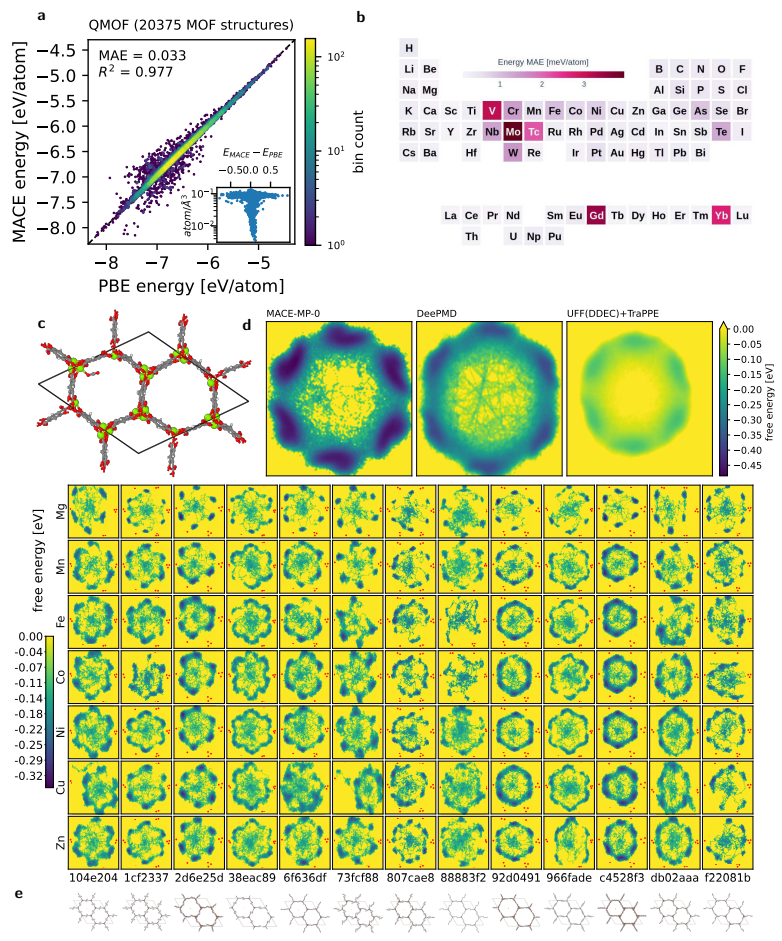 a
QMOF (20375 MOF structures)
MAE = 0.033
R² = 0.977
MACE energy [eV/atom]
−4.5
−5.0
−5.5
−6.0
−6.5
−7.0
−7.5
−8.0
−8
−7
−6
−5
PBE energy [eV/atom]
E_MACE − E_PBE
−0.50
0.0
0.5
atom/Å³
10⁻¹
10⁻²
10²
10¹
10⁰
bin count
b
Energy MAE [meV/atom]
1 2 3
H
Li Be B C N O F
Na Mg Al Si P S Cl
K Ca Sc Ti V Cr Mn Fe Co Ni Cu Zn Ga Ge As Se Br
Rb Sr Y Zr Nb Mo Tc Ru Rh Pd Ag Cd In Sn Sb Te I
Cs Ba Hf W Re Ir Pt Au Hg Tl Pb Bi
La Ce Pr Nd Sm Eu Gd Tb Dy Ho Er Tm Yb Lu
Th U Np Pu
c
d
MACE-MP-0
DeePMD
UFF(DDEC)+TraPPE
0.00
−0.05
−0.10
−0.15
−0.20
−0.25
−0.30
−0.35
−0.40
−0.45
free energy [eV]
free energy [eV]
0.00
-0.04
-0.07
-0.11
-0.14
-0.18
-0.22
-0.25
-0.29
-0.32
Mg
Mn
Fe
Co
Ni
Cu
Zn
104e204 1cf2337 2d6e25d 38eac89 6f636df 73fcf88 807cae8 88883f2 92d0491 966fade c4528f3 db02aaa f22081b
e